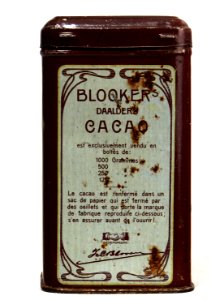 BLOOKER'S
DAALDERS
CACAO
est exclusivement vendu en
boîtes de:
1000 Grammes
500
250
125
Le cacao est renfermé dans un
sac de papier qui est fermé par
des oeillets et qui porte la marque
de fabrique reproduite ci-dessous;
s'en assurer avant de l'ouvrir!